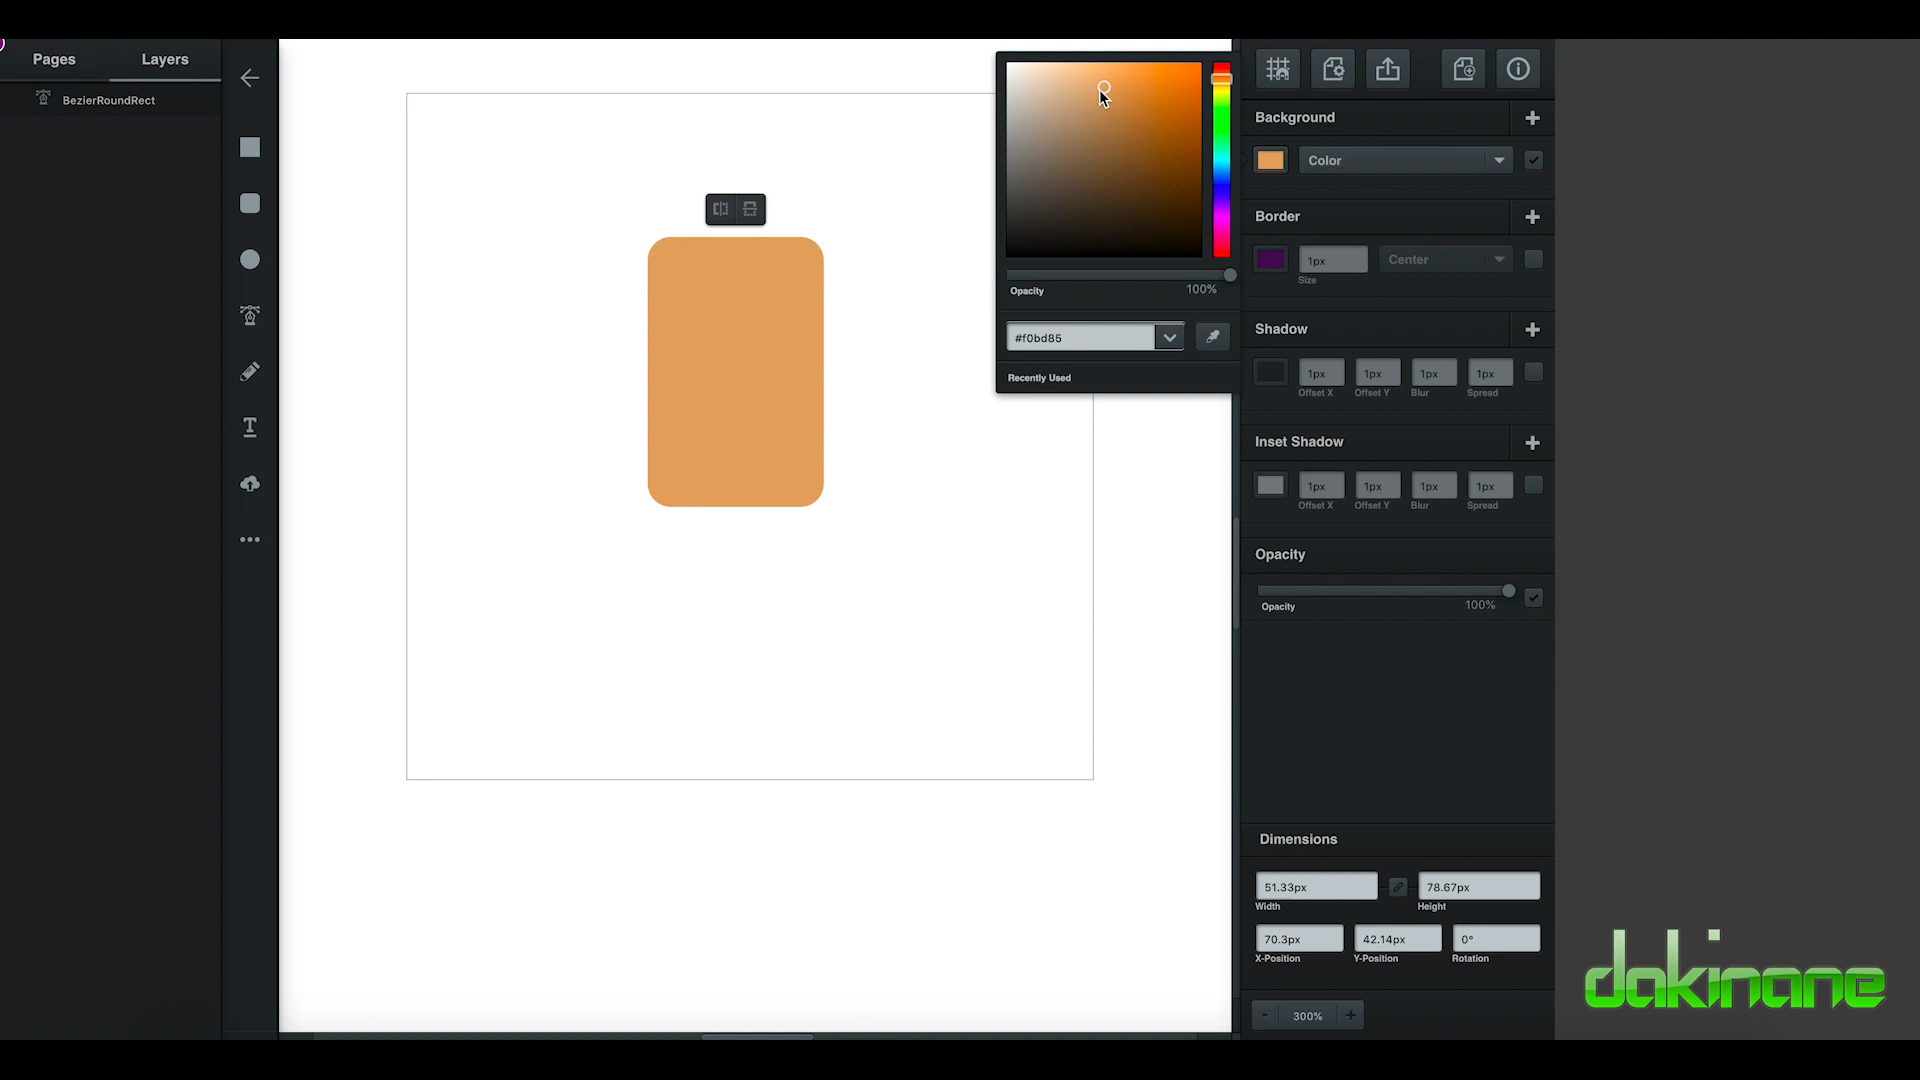 Pages
Layers
BezierRoundRect
Opacity
100%
#f0bd85
Recently Used
Background
Color
Border
1px
Center
Size
Shadow
1px
1px
1px
1px
Offset X
Offset Y
Blur
Spread
Inset Shadow
1px
1px
1px
1px
Offset X
Offset Y
Blur
Spread
Opacity
Opacity
100%
Dimensions
51.33px
78.67px
Width
Height
70.3px
42.14px
0°
X-Position
Y-Position
Rotation
- 300% +
dakinane